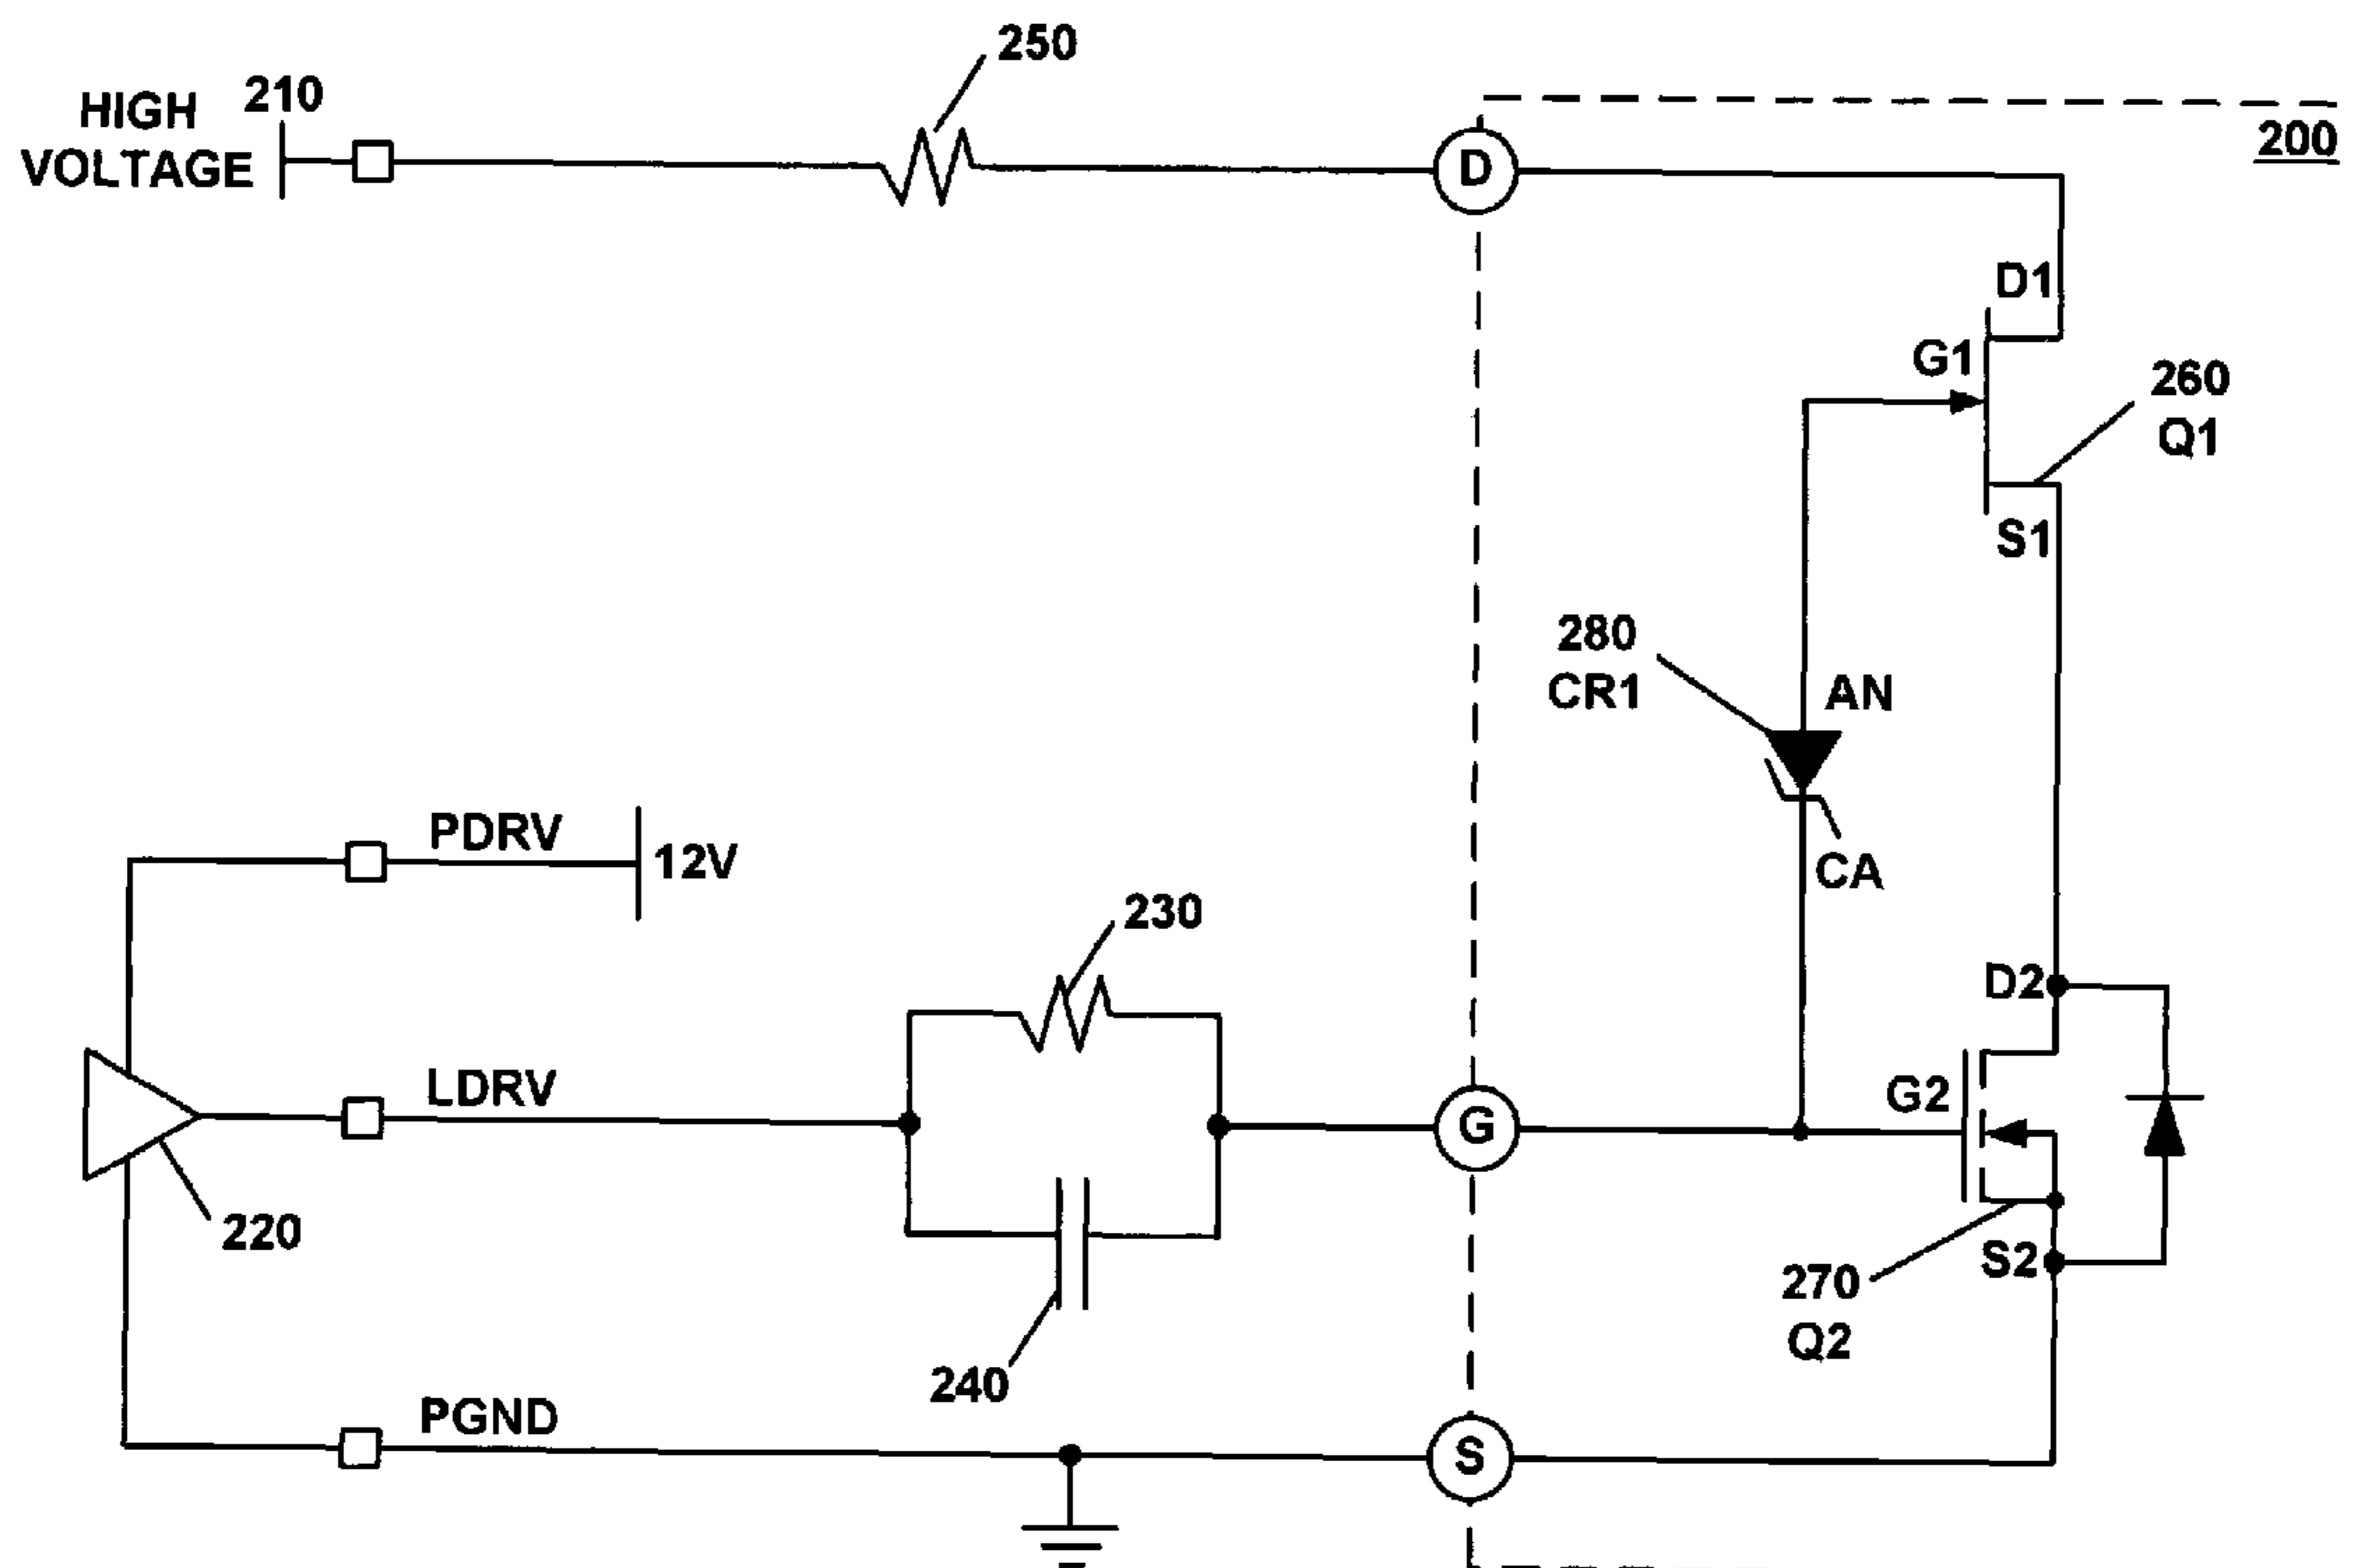 250
HIGH VOLTAGE
210
200
D
D1
G1
260
Q1
S1
280
CR1
AN
CA
PDRV
12V
230
D2
LDRV
G
G2
220
S2
270
Q2
240
PGND
S